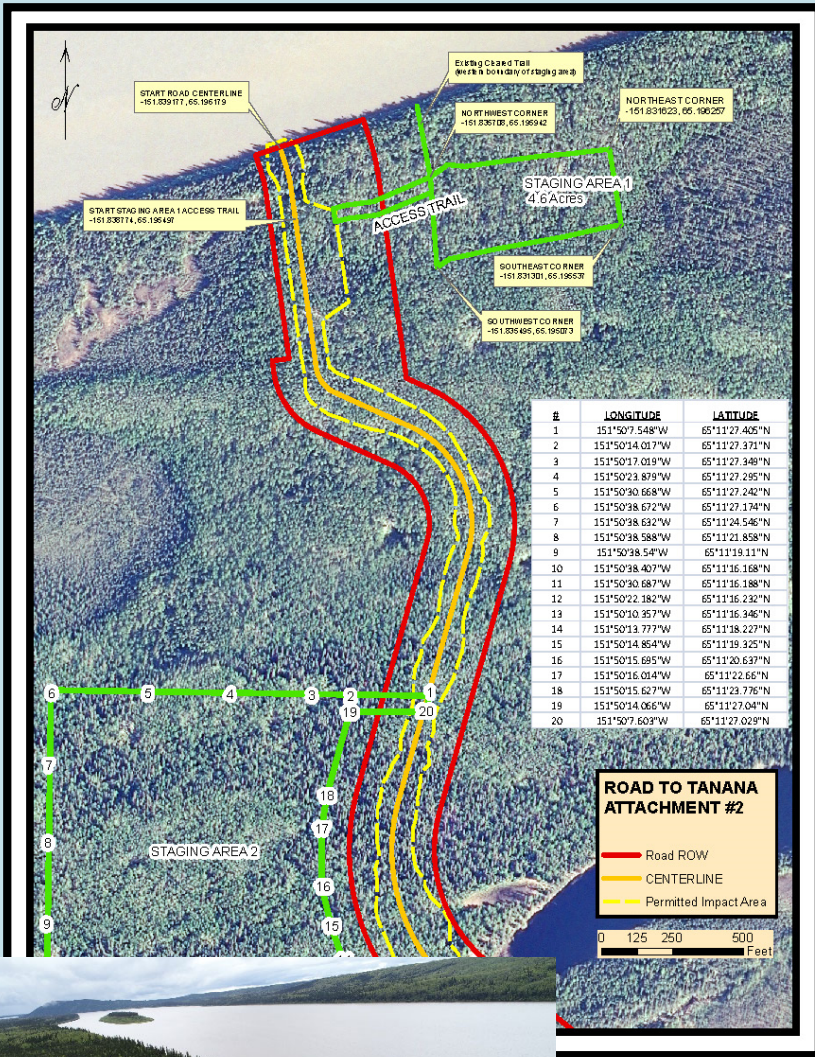 N
START ROAD CENTERLINE
-151.839177, 65.196179
Existing Cleared Trail
(western boundary of staging area)
NORTHWEST CORNER
-151.835708, 65.195942
NORTHEAST CORNER
-151.831623, 65.196267
START STAGING AREA 1 ACCESS TRAIL
-151.838774, 65.195497
ACCESS TRAIL
STAGING AREA 1
4.6 Acres
SOUTHEAST CORNER
-151.831301, 65.195537
SOUTHWEST CORNER
-151.835495, 65.195073
# LONGITUDE LATITUDE
1 151°50'7.548"W 65°11'27.405"N
2 151°50'14.017"W 65°11'27.371"N
3 151°50'17.019"W 65°11'27.349"N
4 151°50'23.879"W 65°11'27.295"N
5 151°50'30.668"W 65°11'27.242"N
6 151°50'38.672"W 65°11'27.174"N
7 151°50'38.632"W 65°11'24.546"N
8 151°50'38.588"W 65°11'21.858"N
9 151°50'38.54"W 65°11'19.11"N
10 151°50'38.407"W 65°11'16.168"N
11 151°50'30.687"W 65°11'16.188"N
12 151°50'22.182"W 65°11'16.232"N
13 151°50'10.357"W 65°11'16.346"N
14 151°50'13.777"W 65°11'18.227"N
15 151°50'14.854"W 65°11'19.325"N
16 151°50'15.695"W 65°11'20.637"N
17 151°50'16.014"W 65°11'22.66"N
18 151°50'15.627"W 65°11'23.776"N
19 151°50'14.066"W 65°11'27.04"N
20 151°50'7.603"W 65°11'27.029"N
6 5 4 3 2 1
19 20
7
18
17
8
STAGING AREA 2
16
9
15
ROAD TO TANANA
ATTACHMENT #2
Road ROW
CENTERLINE
Permitted Impact Area
0 125 250 500
Feet